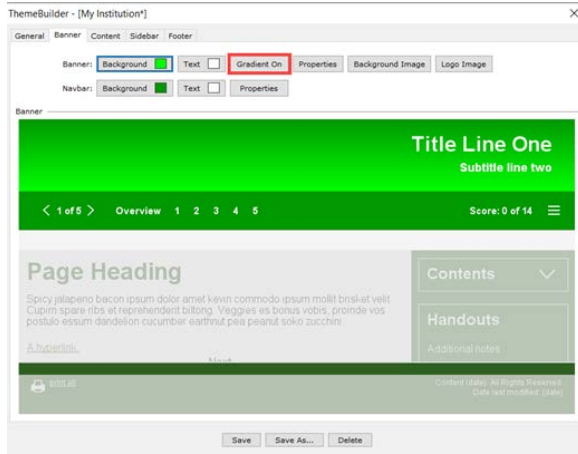 ThemeBuilder - [My Institution*]
General Banner Content Sidebar Footer
Banner: Background Text Gradient On Properties Background Image Logo Image
Navbar: Background Text Properties
Banner
Title Line One
Subtitle line two
< 1 of 5 > Overview 1 2 3 4 5 Score: 0 of 14
Page Heading
Spicy jalapeno bacon ipsum dolor amet kevin commodo ipsum mollit brisket velit.
Cupim spare ribs et reprehenderit biltong. Veggies es bonus vobis, proinde vos
postulo essum dandelion cucumber earthnut pea peanut soko zucchini.
A hyperlink.
Next
Contents
Handouts
Additional notes
print all
Content (date). All Rights Reserved.
Date last modified: (date)
Save Save As... Delete